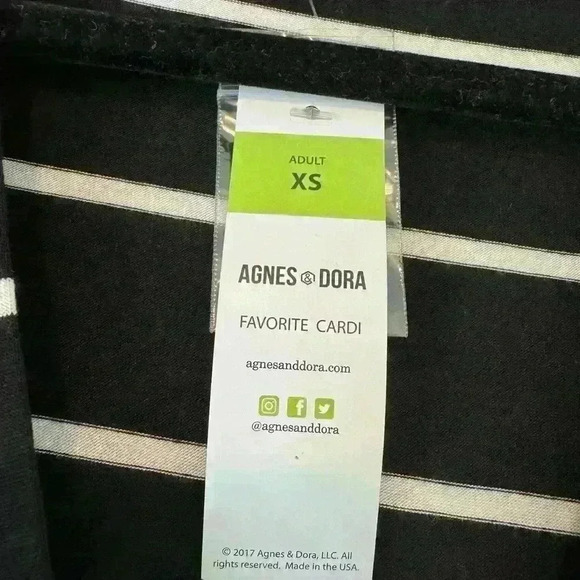 ADULT
XS
AGNES & DORA
FAVORITE CARDI
agnesanddora.com
@agnesanddora
© 2017 Agnes & Dora, LLC. All
rights reserved. Made in the USA.